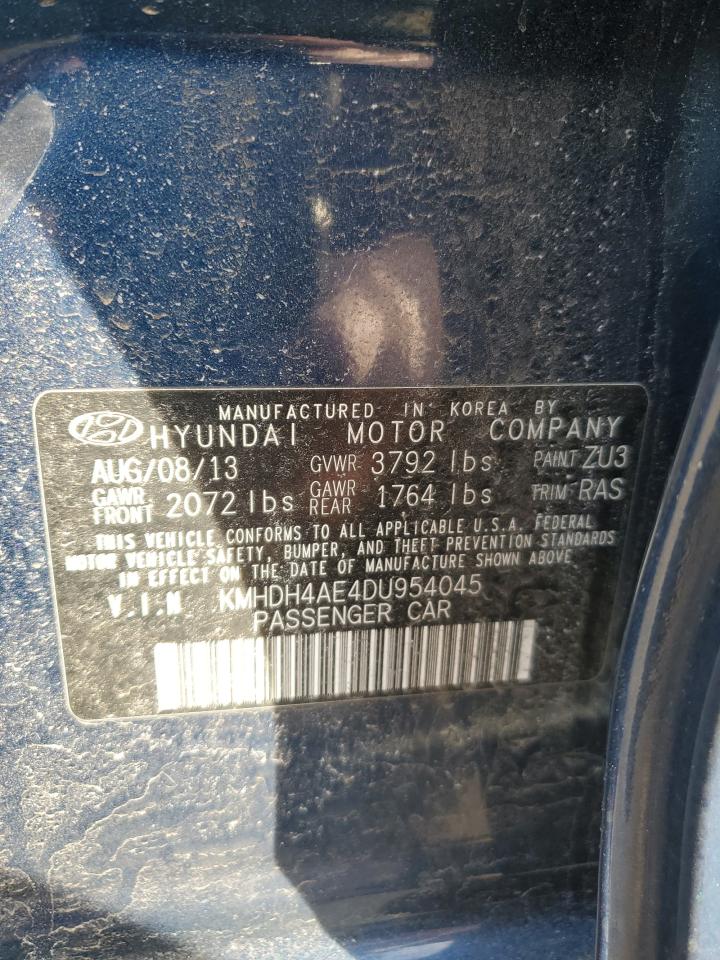 MANUFACTURED IN KOREA BY
HYUNDAI MOTOR COMPANY
AUG/08/13 GVWR 3792 lbs PAINT ZU3
GAWR FRONT 2072 lbs GAWR REAR 1764 lbs TRIM RAS
THIS VEHICLE CONFORMS TO ALL APPLICABLE U.S.A. FEDERAL
MOTOR VEHICLE SAFETY, BUMPER, AND THEFT PREVENTION STANDARDS
IN EFFECT ON THE DATE OF MANUFACTURE SHOWN ABOVE
V.I.N KMHDH4AE4DU954045
PASSENGER CAR